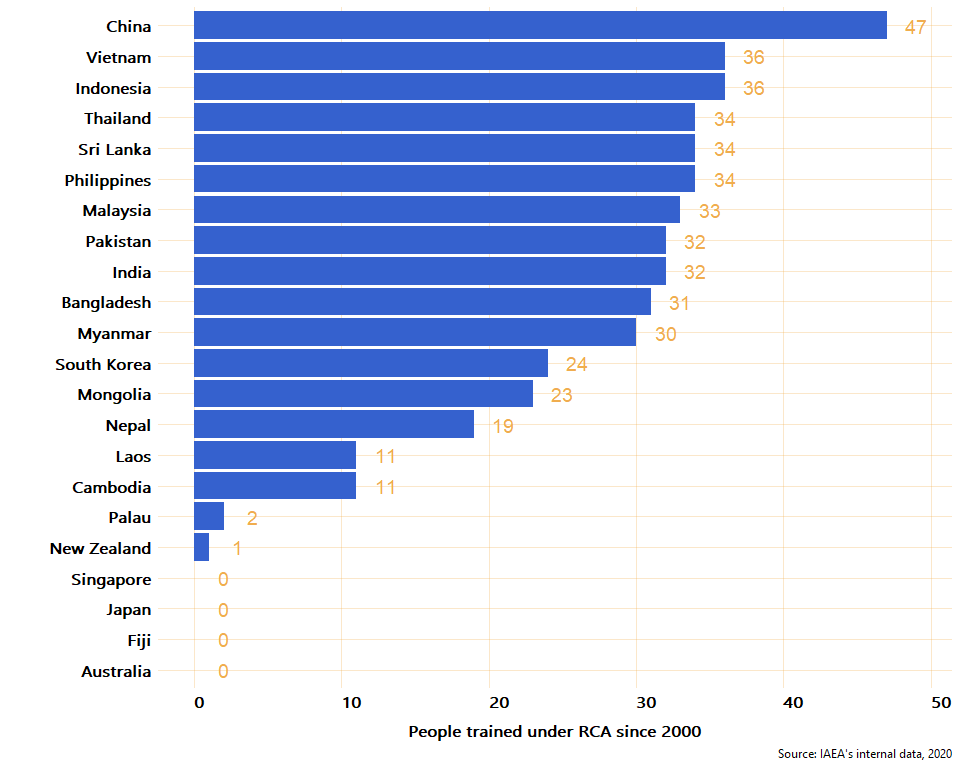 China 47
Vietnam 36
Indonesia 36
Thailand 34
Sri Lanka 34
Philippines 34
Malaysia 33
Pakistan 32
India 32
Bangladesh 31
Myanmar 30
South Korea 24
Mongolia 23
Nepal 19
Laos 11
Cambodia 11
Palau 2
New Zealand 1
Singapore 0
Japan 0
Fiji 0
Australia 0
0 10 20 30 40 50
People trained under RCA since 2000
Source: IAEA's internal data, 2020